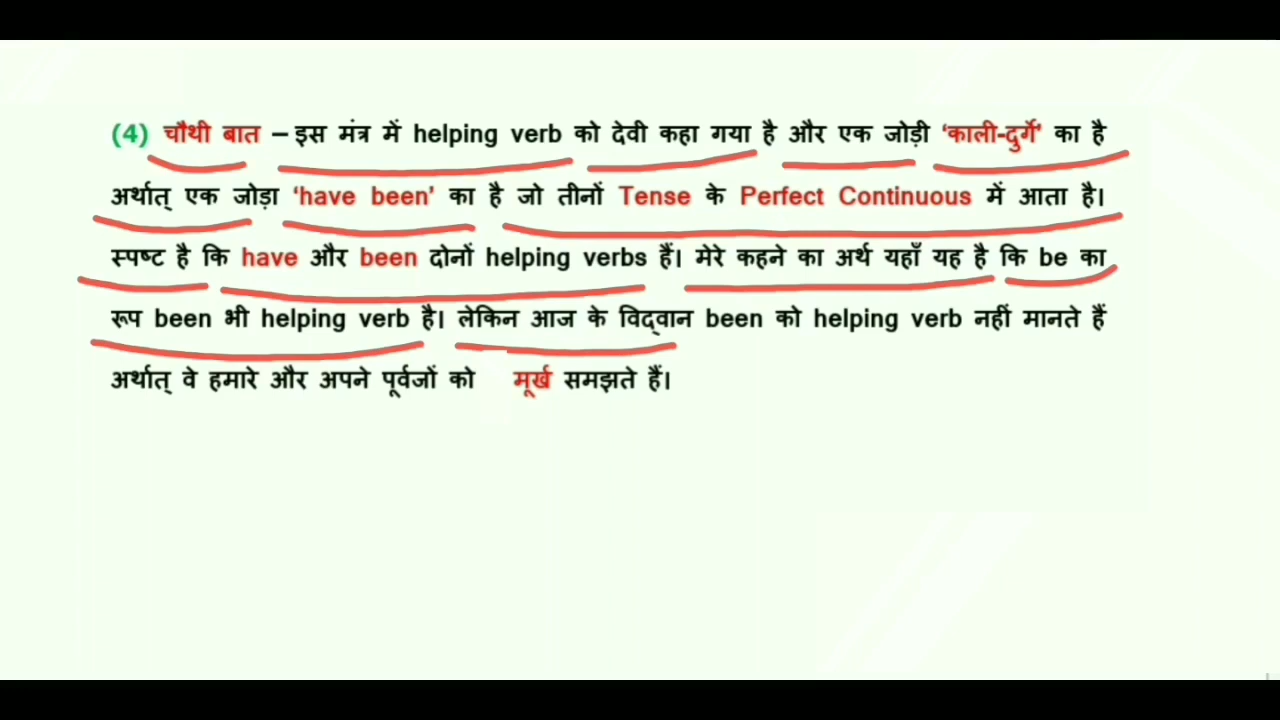 (4) चौथी बात – इस मंत्र में helping verb को देवी कहा गया है और एक जोड़ी ‘काली-दुर्गे’ का है
अर्थात् एक जोड़ा ‘have been’ का है जो तीनों Tense के Perfect Continuous में आता है।
स्पष्ट है कि have और been दोनों helping verbs हैं। मेरे कहने का अर्थ यहाँ यह है कि be का
रूप been भी helping verb है। लेकिन आज के विद्वान been को helping verb नहीं मानते हैं
अर्थात् वे हमारे और अपने पूर्वजों को मूर्ख समझते हैं।